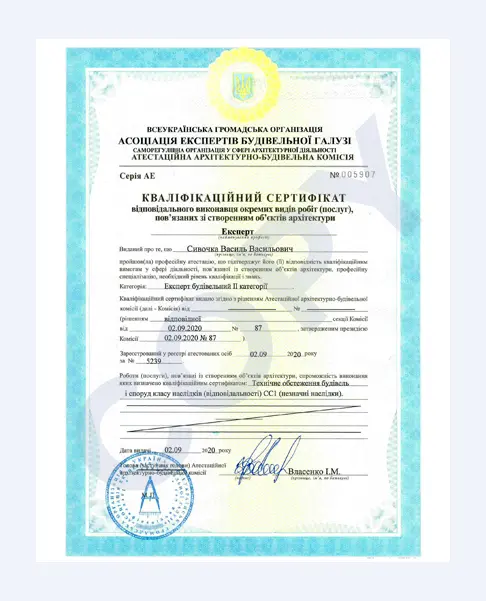 ВСЕУКРАЇНСЬКА ГРОМАДСЬКА ОРГАНІЗАЦІЯ
АСОЦІАЦІЯ ЕКСПЕРТІВ БУДІВЕЛЬНОЇ ГАЛУЗІ
САМОРЕГУЛІВНА ОРГАНІЗАЦІЯ У СФЕРІ АРХІТЕКТУРНОЇ ДІЯЛЬНОСТІ
АТЕСТАЦІЙНА АРХІТЕКТУРНО-БУДІВЕЛЬНА КОМІСІЯ
Серія АЕ №005907
КВАЛІФІКАЦІЙНИЙ СЕРТИФІКАТ
відповідального виконавця окремих видів робіт (послуг),
пов'язаних зі створенням об'єктів архітектури
Експерт
(найменування професії)
Виданий про те, що Сивочка Василь Васильович
(прізвище, ім'я, по батькові)
пройшов(ла) професійну атестацію, що підтверджує його (її) відповідність кваліфікаційним
вимогам у сфері діяльності, пов'язаної із створенням об'єктів архітектури, професійну
спеціалізацію, необхідний рівень кваліфікації і знань.
Категорія: Експерт будівельний ІІ категорії
Кваліфікаційний сертифікат видано згідно з рішенням Атестаційної архітектурно-будівельної
комісії (далі - Комісія) від №
(рішенням відповідної секції Комісії
від 02.09.2020 № 87 , затвердженим президією
Комісії 02.09.2020 № 87 )
Зареєстрований у реєстрі атестованих осіб 02.09 2020 року
за № 5239
Роботи (послуги), пов'язані із створенням об'єктів архітектури, спроможність виконання
яких визначено кваліфікаційним сертифікатом: Технічне обстеження будівель
і споруд класу наслідків (відповідальності) СС1 (незначні наслідки).
Дата видачі 02.09 2020 року
Голова (заступник голови) Атестаційної
архітектурно-будівельної комісії Власенко І.М.
(підпис) (прізвище, ім'я, по батькові)
М.П.
COPY